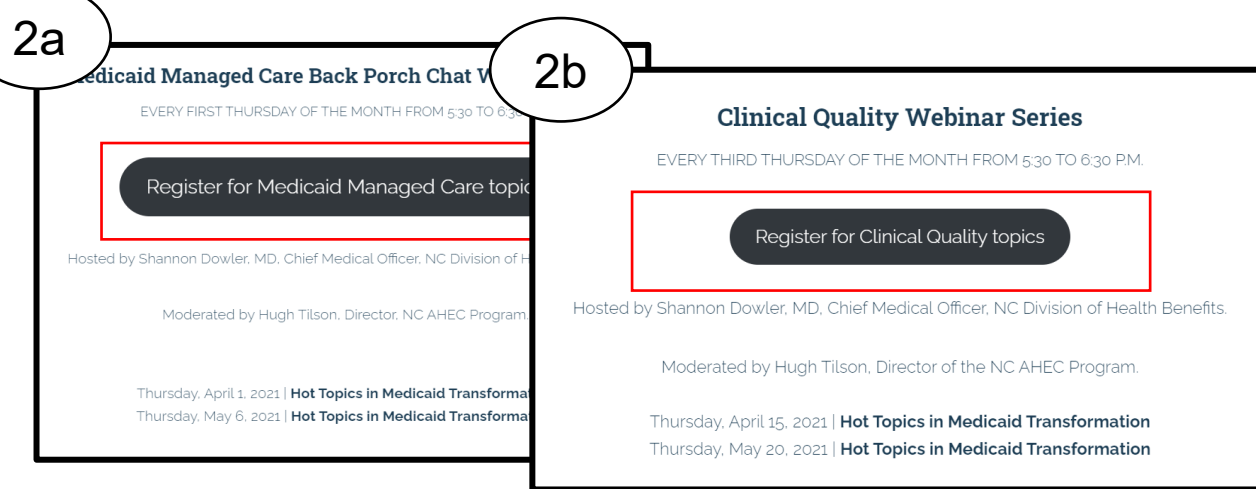 2a
Medicaid Managed Care Back Porch Chat
EVERY FIRST THURSDAY OF THE MONTH FROM 5:30 TO
Register for Medicaid Managed Care
Hosted by Shannon Dowler, MD, Chief Medical Officer, NC Division of
Moderated by Hugh Tilson, Director, NC AHEC Program.
Thursday, April 1, 2021 | Hot Topics in Medicaid
Thursday, May 6, 2021 | Hot Topics in Medicaid
2b
Clinical Quality Webinar Series
EVERY THIRD THURSDAY OF THE MONTH FROM 5:30 TO 6:30 P.M.
Register for Clinical Quality topics
Hosted by Shannon Dowler, MD, Chief Medical Officer, NC Division of Health Benefits.
Moderated by Hugh Tilson, Director of the NC AHEC Program.
Thursday, April 15, 2021 | Hot Topics in Medicaid Transformation
Thursday, May 20, 2021 | Hot Topics in Medicaid Transformation